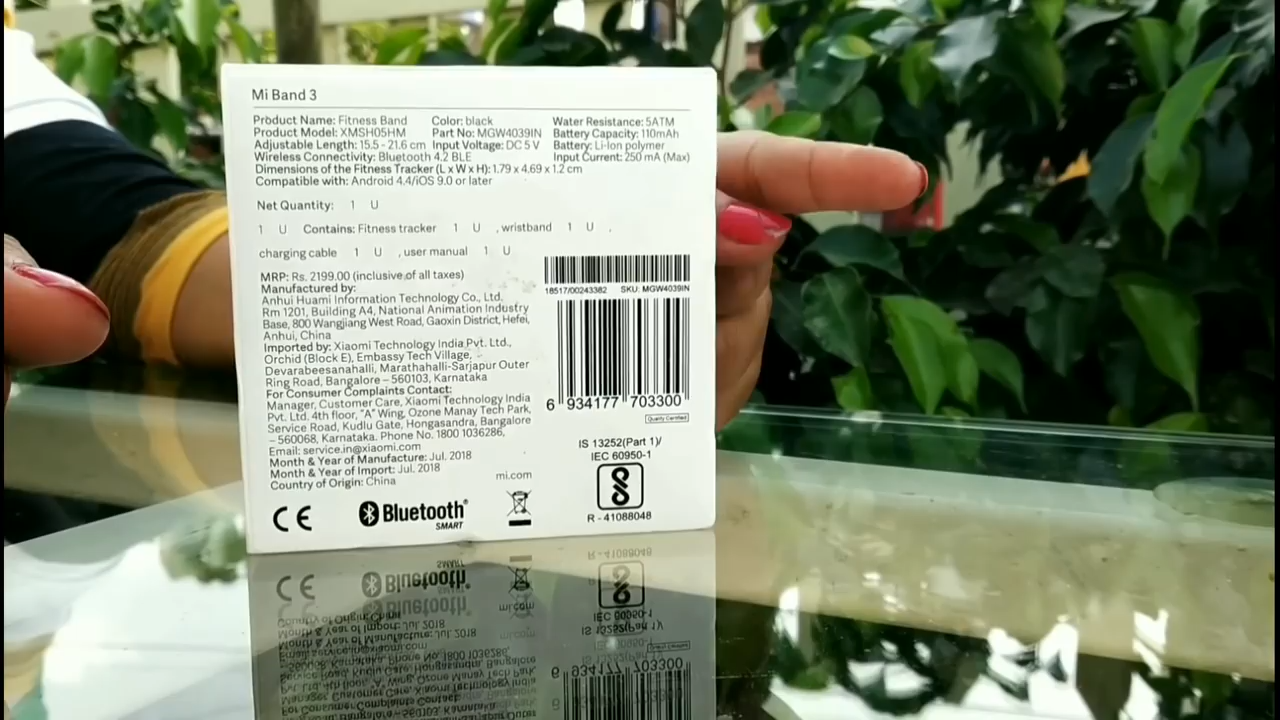 Mi Band 3
Product Name: Fitness Band Color: black Water Resistance: 5ATM
Product Model: XMSH05HM Part No: MGW4039IN Battery Capacity: 110mAh
Adjustable Length: 15.5 - 21.6 cm Input Voltage: DC 5 V Battery: Li-Ion polymer
Wireless Connectivity: Bluetooth 4.2 BLE Input Current: 250 mA (Max)
Dimensions of the Fitness Tracker (L x W x H): 1.79 x 4.69 x 1.2 cm
Compatible with: Android 4.4/iOS 9.0 or later
Net Quantity: 1 U
1 U Contains: Fitness tracker 1 U , wristband 1 U ,
charging cable 1 U , user manual 1 U
MRP: Rs. 2199.00 (inclusive of all taxes)
Manufactured by:
Anhui Huami Information Technology Co., Ltd.
Rm 1201, Building A4, National Animation Industry
Base, 800 Wangjiang West Road, Gaoxin District, Hefei,
Anhui, China
Imported by: Xiaomi Technology India Pvt. Ltd.,
Orchid (Block E), Embassy Tech Village,
Devarabeesanahalli, Marathahalli-Sarjapur Outer
Ring Road, Bangalore – 560103, Karnataka
For Consumer Complaints Contact:
Manager, Customer Care, Xiaomi Technology India
Pvt. Ltd. 4th floor, "A" Wing, Ozone Manay Tech Park,
Service Road, Kudlu Gate, Hongasandra, Bangalore
– 560068, Karnataka. Phone No. 1800 1036286,
Email: service.in@xiaomi.com
Month & Year of Manufacture: Jul. 2018
Month & Year of Import: Jul. 2018
Country of Origin: China
18517/00243382 SKU: MGW4039IN
6 934177 703300
Quality Certified
IS 13252(Part 1)/
IEC 60950-1
R - 41088048
mi.com
CE
Bluetooth®
SMART